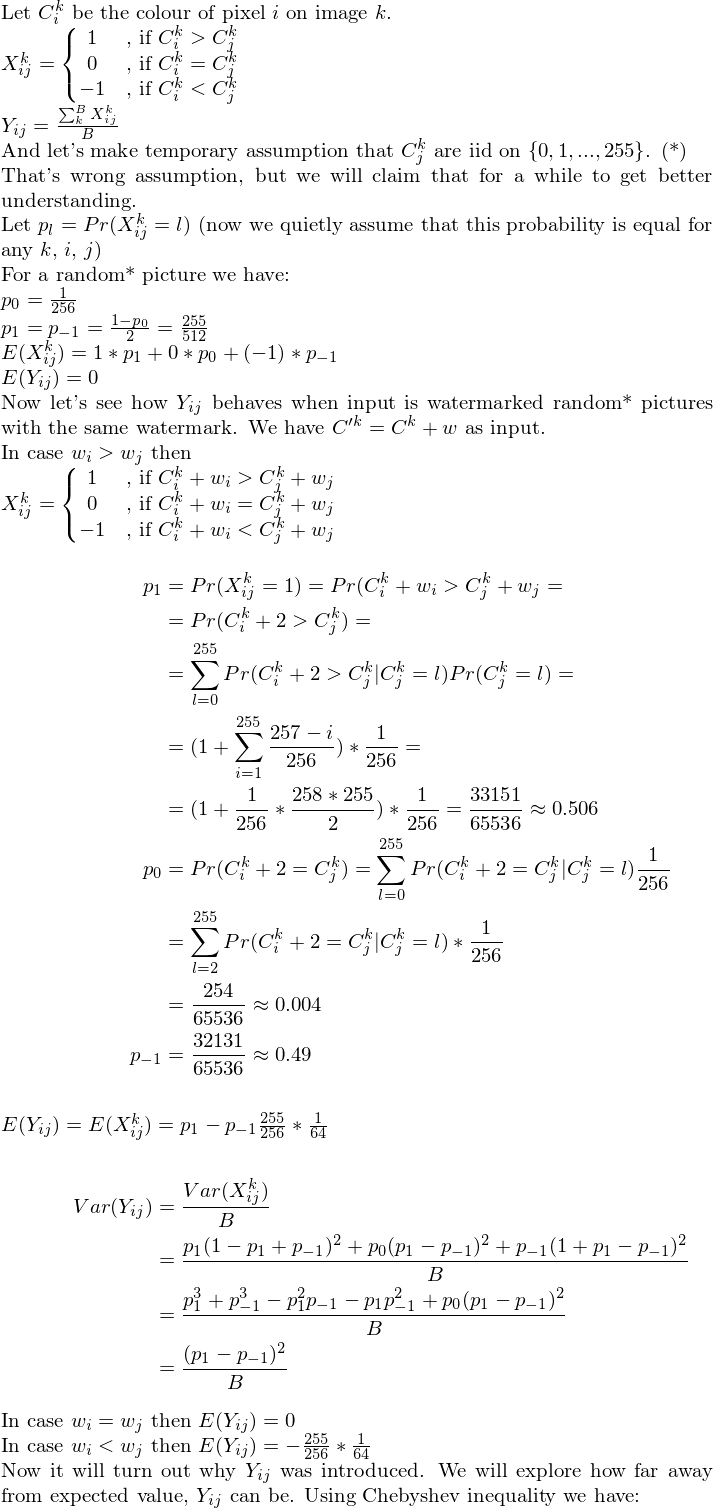 Let $C_i^k$ be the colour of pixel $i$ on image $k$.
$X_{ij}^k = \begin{cases} 1 & \text{, if } C_i^k > C_j^k \\ 0 & \text{, if } C_i^k = C_j^k \\ -1 & \text{, if } C_i^k < C_j^k \end{cases}$
$Y_{ij} = \frac{\sum_k^B X_{ij}^k}{B}$
And let's make temporary assumption that $C_j^k$ are iid on $\{0, 1, ..., 255\}$. (*)
That's wrong assumption, but we will claim that for a while to get better
understanding.
Let $p_l = Pr(X_{ij}^k = l)$ (now we quietly assume that this probability is equal for
any $k$, $i$, $j$)
For a random* picture we have:
$p_0 = \frac{1}{256}$
$p_1 = p_{-1} = \frac{1-p_0}{2} = \frac{255}{512}$
$E(X_{ij}^k) = 1 * p_1 + 0 * p_0 + (-1) * p_{-1}$
$E(Y_{ij}) = 0$
Now let's see how $Y_{ij}$ behaves when input is watermarked random* pictures
with the same watermark. We have $C'^k = C^k + w$ as input.
In case $w_i > w_j$ then
$X_{ij}^k = \begin{cases} 1 & \text{, if } C_i^k + w_i > C_j^k + w_j \\ 0 & \text{, if } C_i^k + w_i = C_j^k + w_j \\ -1 & \text{, if } C_i^k + w_i < C_j^k + w_j \end{cases}$
$p_1 = Pr(X_{ij}^k = 1) = Pr(C_i^k + w_i > C_j^k + w_j =$
$= Pr(C_i^k + 2 > C_j^k) =$
$= \sum_{l=0}^{255} Pr(C_i^k + 2 > C_j^k | C_j^k = l) Pr(C_j^k = l) =$
$= (1 + \sum_{i=1}^{255} \frac{257 - i}{256}) * \frac{1}{256} =$
$= (1 + \frac{1}{256} * \frac{258 * 255}{2}) * \frac{1}{256} = \frac{33151}{65536} \approx 0.506$
$p_0 = Pr(C_i^k + 2 = C_j^k) = \sum_{l=0}^{255} Pr(C_i^k + 2 = C_j^k | C_j^k = l) \frac{1}{256}$
$= \sum_{l=2}^{255} Pr(C_i^k + 2 = C_j^k | C_j^k = l) * \frac{1}{256}$
$= \frac{254}{65536} \approx 0.004$
$p_{-1} = \frac{32131}{65536} \approx 0.49$
$E(Y_{ij}) = E(X_{ij}^k) = p_1 - p_{-1} \frac{255}{256} * \frac{1}{64}$
$Var(Y_{ij}) = \frac{Var(X_{ij}^k)}{B}$
$= \frac{p_1(1 - p_1 + p_{-1})^2 + p_0(p_1 - p_{-1})^2 + p_{-1}(1 + p_1 - p_{-1})^2}{B}$
$= \frac{p_1^3 + p_{-1}^3 - p_1^2 p_{-1} - p_1 p_{-1}^2 + p_0(p_1 - p_{-1})^2}{B}$
$= \frac{(p_1 - p_{-1})^2}{B}$
In case $w_i = w_j$ then $E(Y_{ij}) = 0$
In case $w_i < w_j$ then $E(Y_{ij}) = -\frac{255}{256} * \frac{1}{64}$
Now it will turn out why $Y_{ij}$ was introduced. We will explore how far away
from expected value, $Y_{ij}$ can be. Using Chebyshev inequality we have: